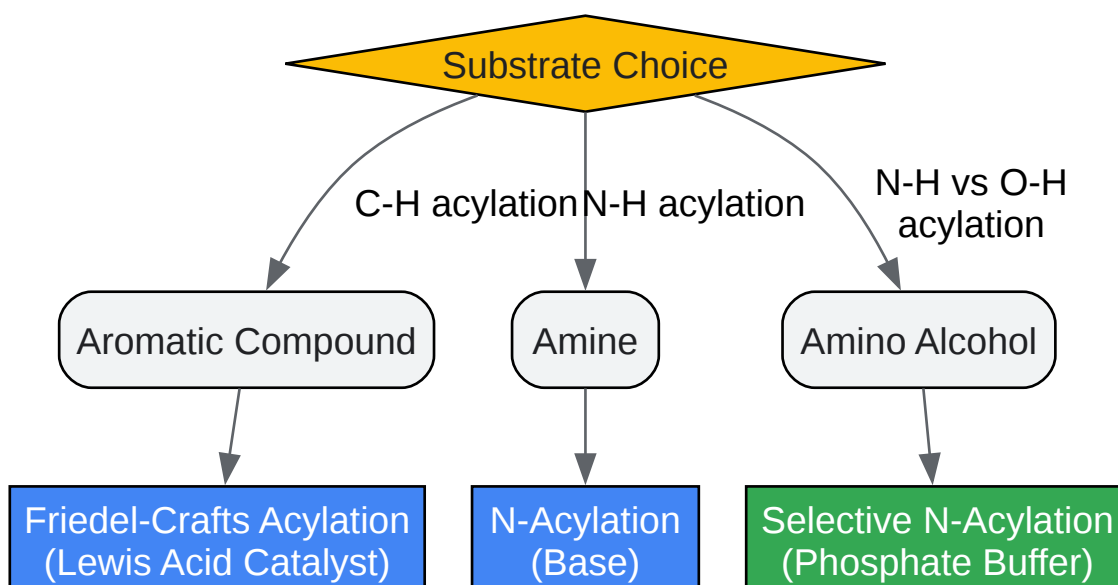 Substrate Choice
C-H acylation
N-H acylation
N-H vs O-H
acylation
Aromatic Compound
Amine
Amino Alcohol
Friedel-Crafts Acylation
(Lewis Acid Catalyst)
N-Acylation
(Base)
Selective N-Acylation
(Phosphate Buffer)